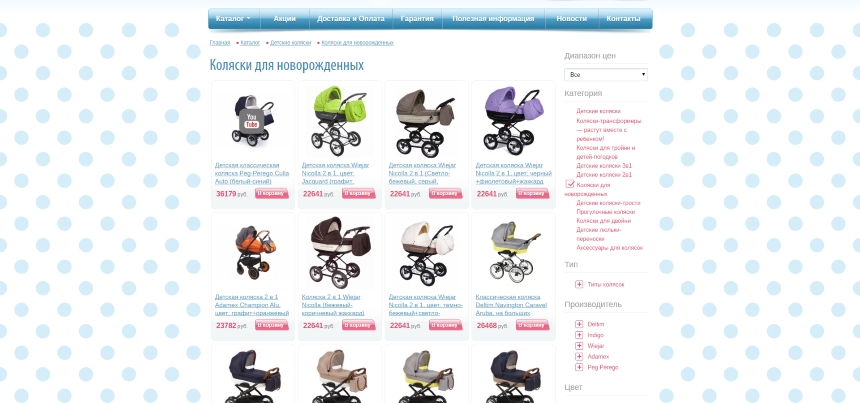 Каталог
Акции
Доставка и Оплата
Гарантия
Полезная информация
Новости
Контакты
Главная
Каталог
Детские коляски
Коляски для новорожденных
Коляски для новорожденных
You
Tube
Детская классическая
коляска Peg-Perego Culla
Auto (белый-синий)
36179 руб.
В корзину
Детская коляска Wiejar
Nicolla 2 в 1, цвет:
Jacguard (графит,
22641 руб.
В корзину
Детская коляска Wiejar
Nicolla 2 в 1 (Светло-
бежевый, серый,
22641 руб.
В корзину
Детская коляска Wiejar
Nicolla 2 в 1, цвет: черный
+фиолетовый+жаккард
22641 руб.
В корзину
Детская коляска 2 в 1
Adamex Champion Alu,
цвет: графит+оранжевый
23782 руб.
В корзину
Коляска 2 в 1 Wiejar
Nicolla (бежевый-
коричневый жаккард)
22641 руб.
В корзину
Детская коляска Wiejar
Nicolla 2 в 1, цвет: темно-
бежевый+светло-
22641 руб.
В корзину
Классическая коляска
Deltim Navington Caravel
Aruba, на больших
26468 руб.
В корзину
Диапазон цен
Все
Категория
Детские коляски
Коляски-трансформеры
— растут вместе с
ребенком!
Коляски для тройни и
детей-погодков
Детские коляски 3в1
Детские коляски 2в1
Коляски для
новорожденных
Детские коляски-трости
Прогулочные коляски
Коляски для двойни
Детские люльки-
переноски
Аксессуары для колясок
Тип
Типы колясок
Производитель
Deltim
Indigo
Wiejar
Adamex
Peg Perego
Цвет